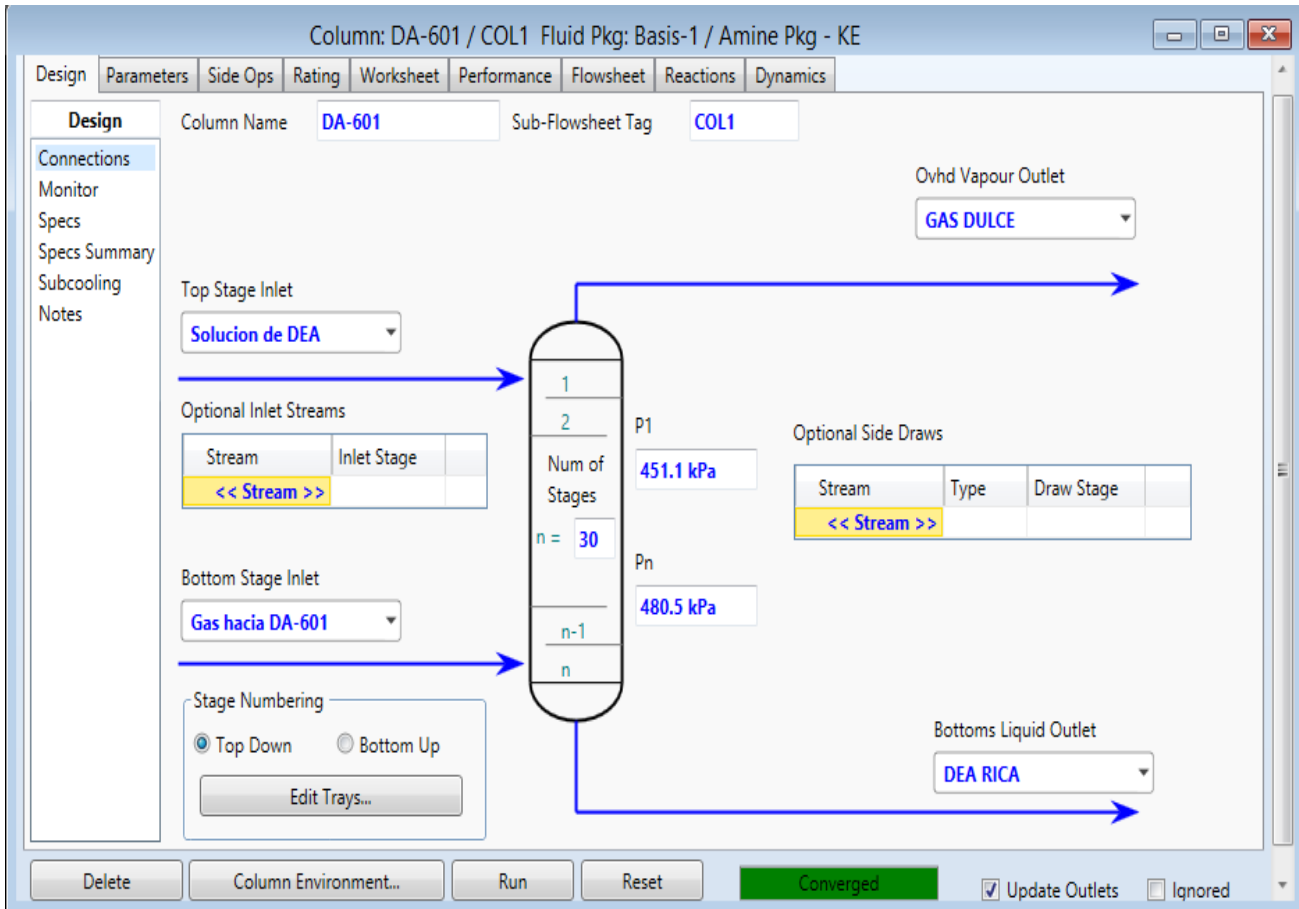 Column: DA-601 / COL1 Fluid Pkg: Basis-1 / Amine Pkg - KE
Design Parameters Side Ops Rating Worksheet Performance Flowsheet Reactions Dynamics
Design
Connections
Monitor
Specs
Specs Summary
Subcooling
Notes
Column Name DA-601 Sub-Flowsheet Tag COL1
Ovhd Vapour Outlet
GAS DULCE
Top Stage Inlet
Solucion de DEA
Optional Inlet Streams
Stream Inlet Stage
<< Stream >>
1
2
Num of
Stages
n = 30
n-1
n
P1
451.1 kPa
Pn
480.5 kPa
Optional Side Draws
Stream Type Draw Stage
<< Stream >>
Bottom Stage Inlet
Gas hacia DA-601
Stage Numbering
Top Down Bottom Up
Edit Trays...
Bottoms Liquid Outlet
DEA RICA
Delete Column Environment... Run Reset Converged Update Outlets Ignored